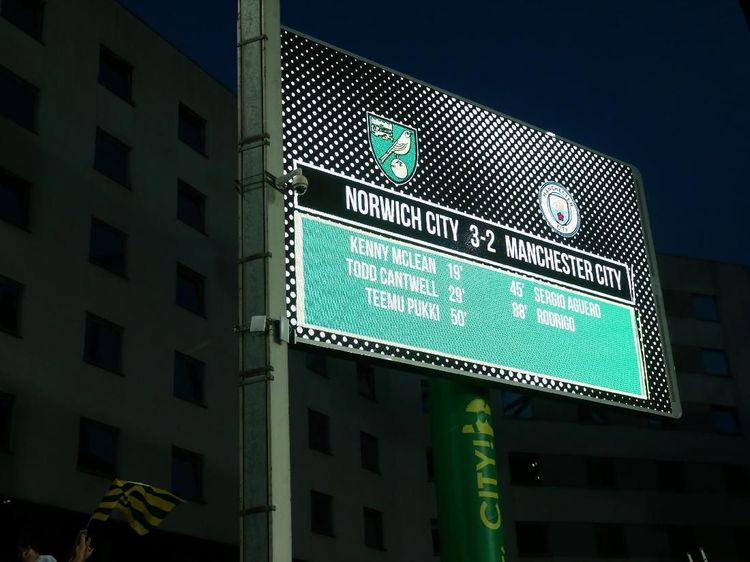 NORWICH CITY 3-2 MANCHESTER CITY
KENNY MCLEAN 19' 45' SERGIO AGUERO
TODD CANTWELL 29' 88' RODRIGO
TEEMU PUKKI 50'
CITY!